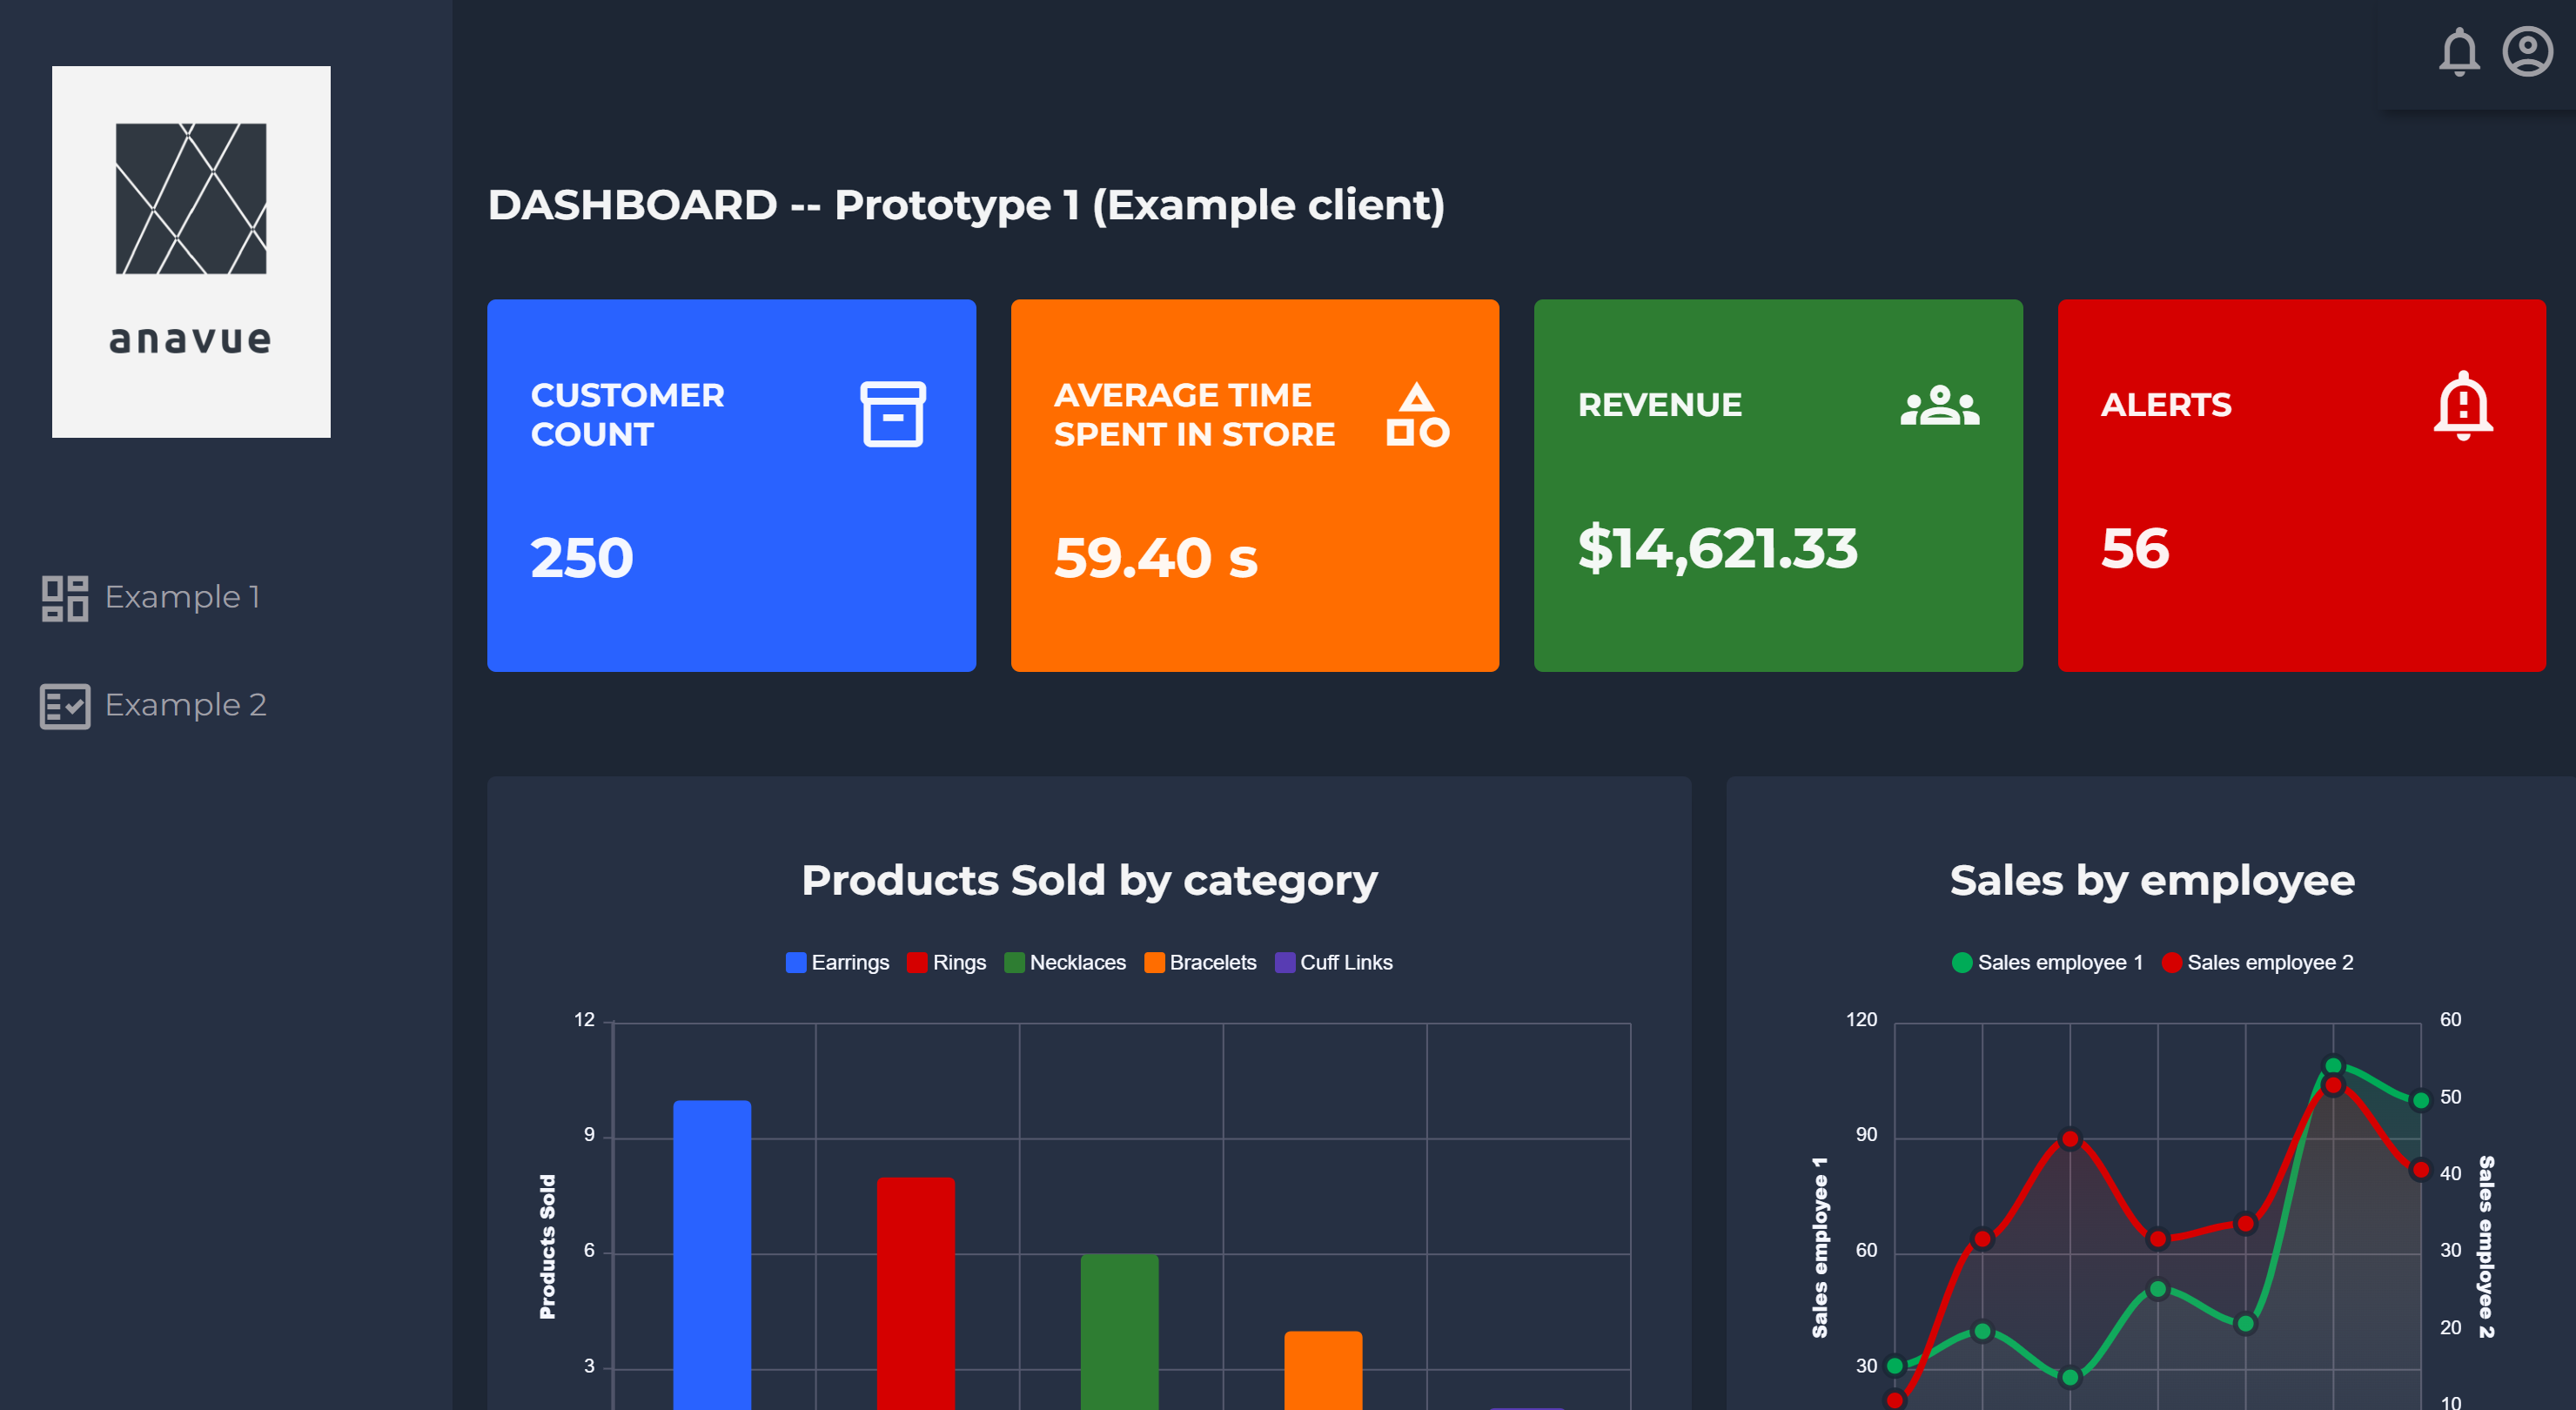 anavue
Example 1
Example 2
DASHBOARD -- Prototype 1 (Example client)
CUSTOMER
COUNT
250
AVERAGE TIME
SPENT IN STORE
59.40 s
REVENUE
$14,621.33
ALERTS
56
Products Sold by category
Earrings Rings Necklaces Bracelets Cuff Links
12
9
6
3
Products Sold
Sales by employee
Sales employee 1 Sales employee 2
120
90
60
30
Sales employee 1
60
50
40
30
20
10
Sales employee 2